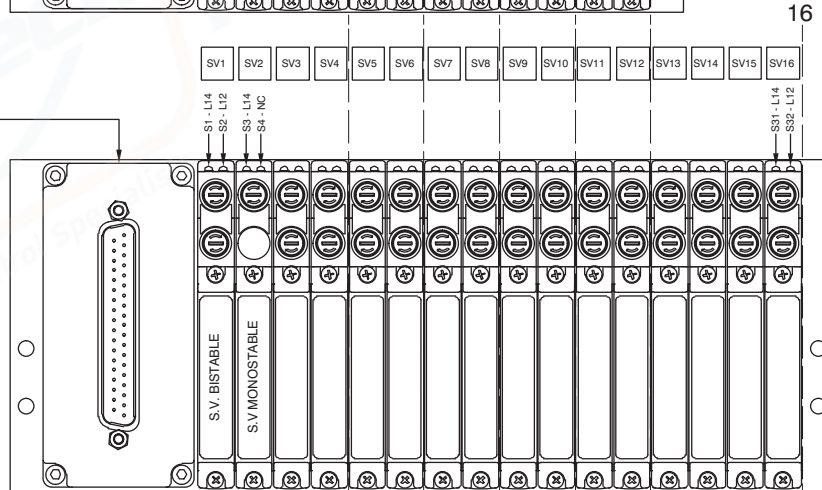 16
SV1 SV2 SV3 SV4 SV5 SV6 SV7 SV8 SV9 SV10 SV11 SV12 SV13 SV14 SV15 SV16
S1 - L14
S2 - L12
S3 - L14
S4 - NC
S31 - L14
S32 - L12
S.V. BISTABLE
S.V MONOSTABLE